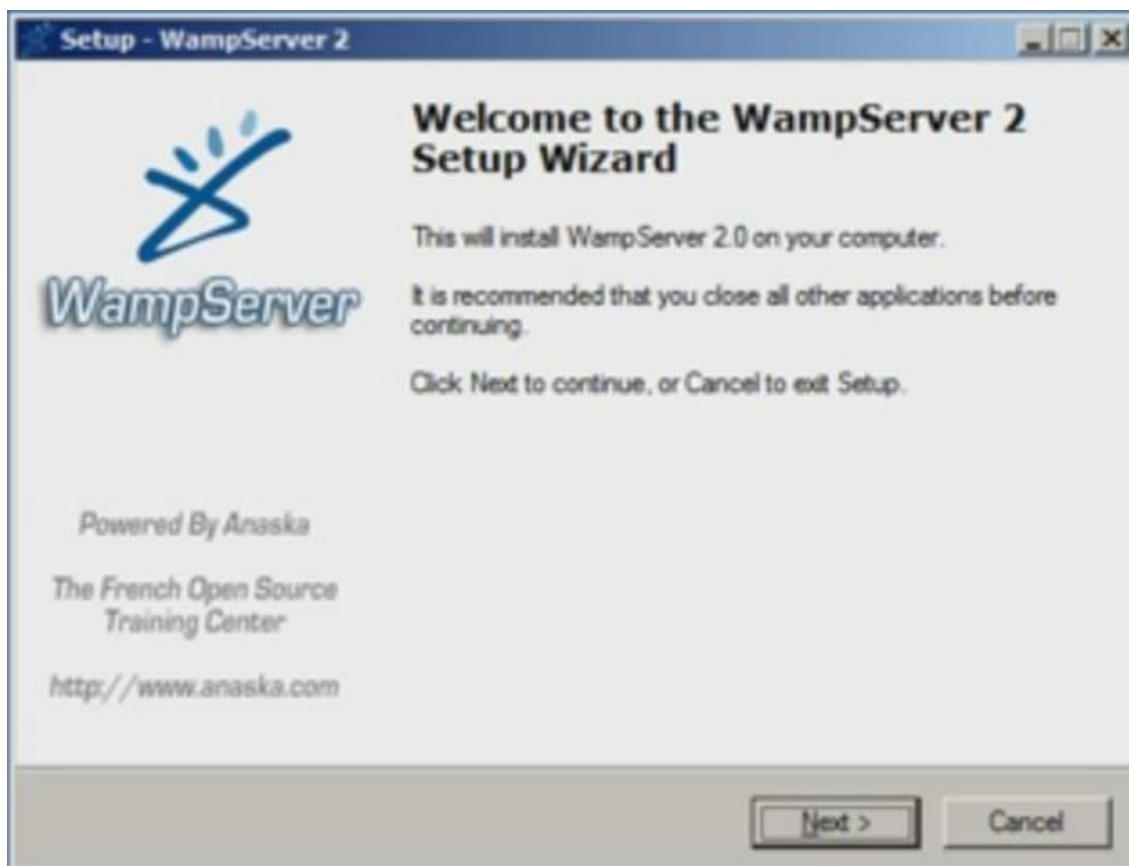 Setup - WampServer 2
WampServer
Welcome to the WampServer 2
Setup Wizard
This will install WampServer 2.0 on your computer.
It is recommended that you close all other applications before
continuing.
Click Next to continue, or Cancel to exit Setup.
Powered By Anaska
The French Open Source
Training Center
http://www.anaska.com
Next >
Cancel